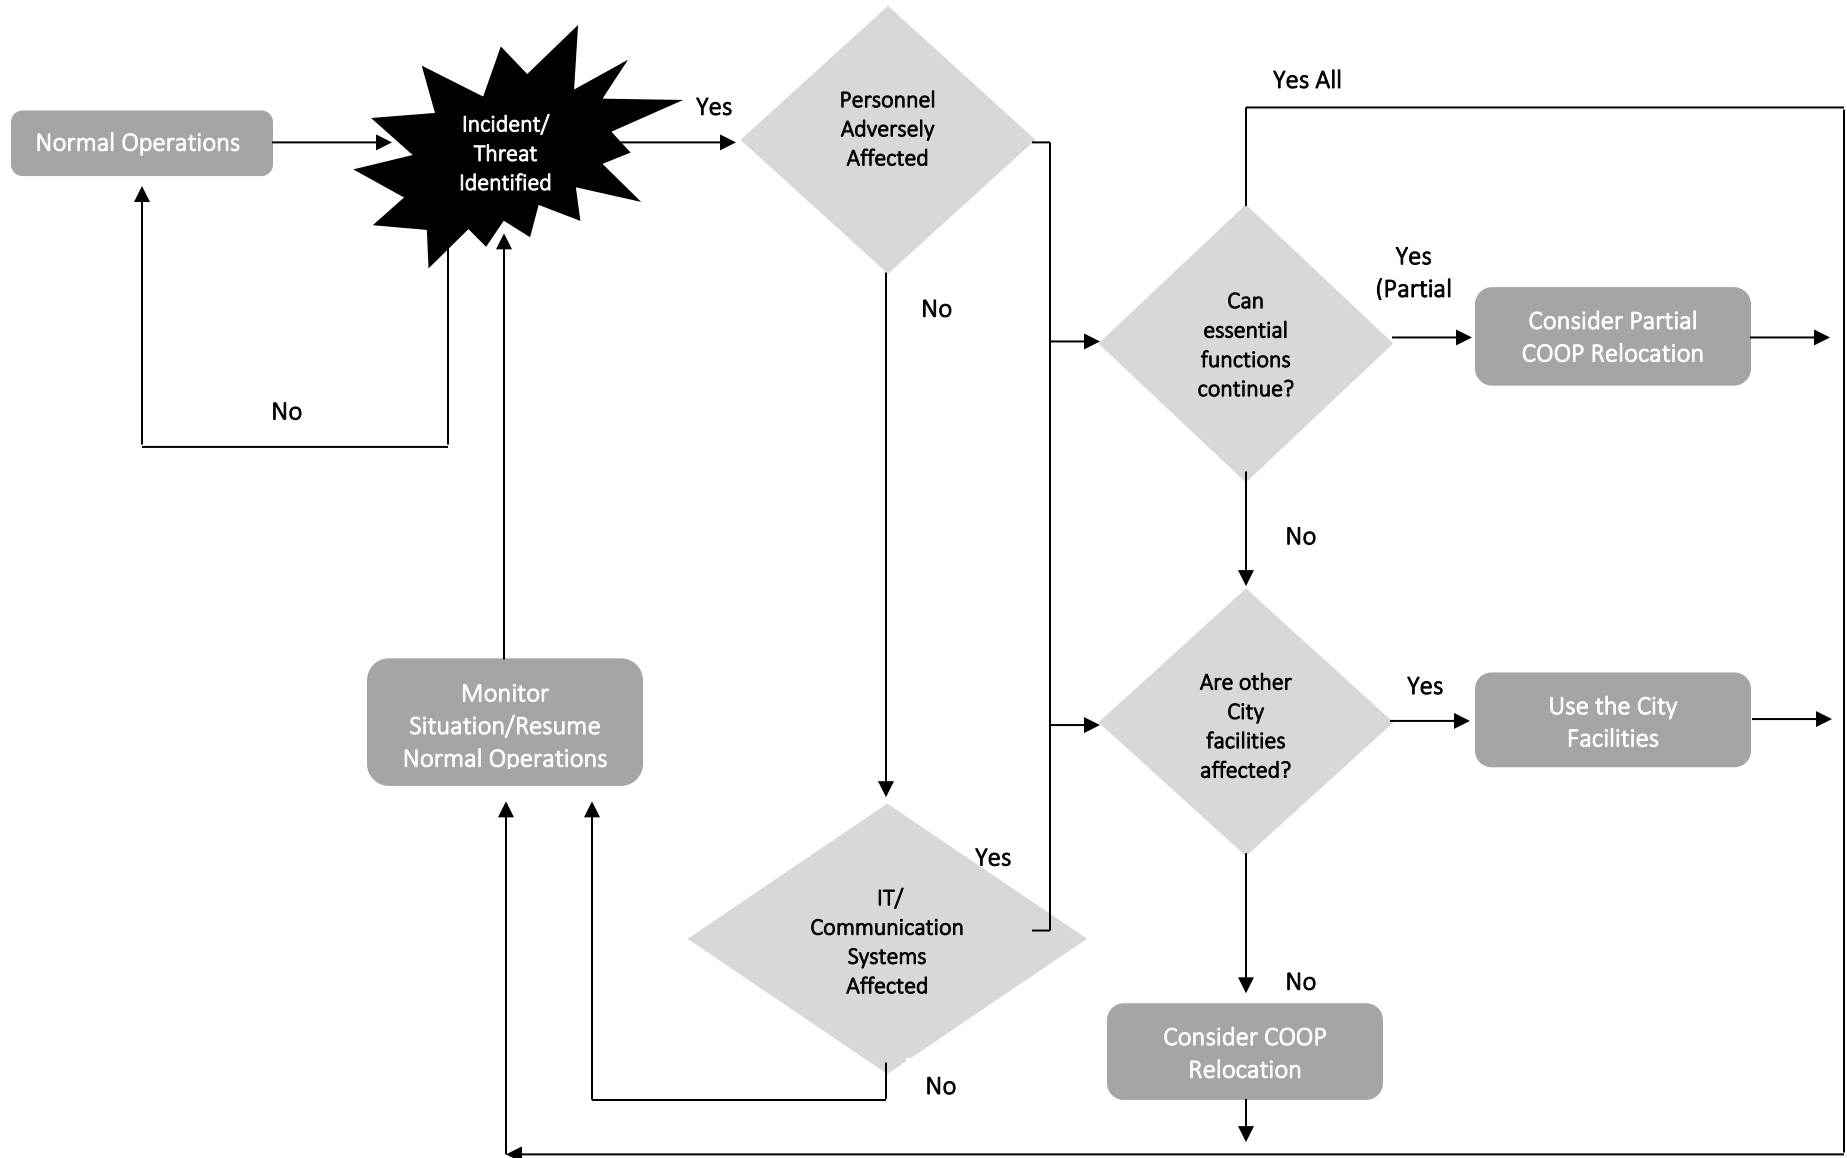 Normal Operations
Incident/
Threat
Identified
Yes
Personnel
Adversely
Affected
Yes All
No
No
Can
essential
functions
continue?
Yes
(Partial
Consider Partial
COOP Relocation
No
Monitor
Situation/Resume
Normal Operations
Are other
City
facilities
affected?
Yes
Use the City
Facilities
IT/
Communication
Systems
Affected
Yes
No
No
Consider COOP
Relocation